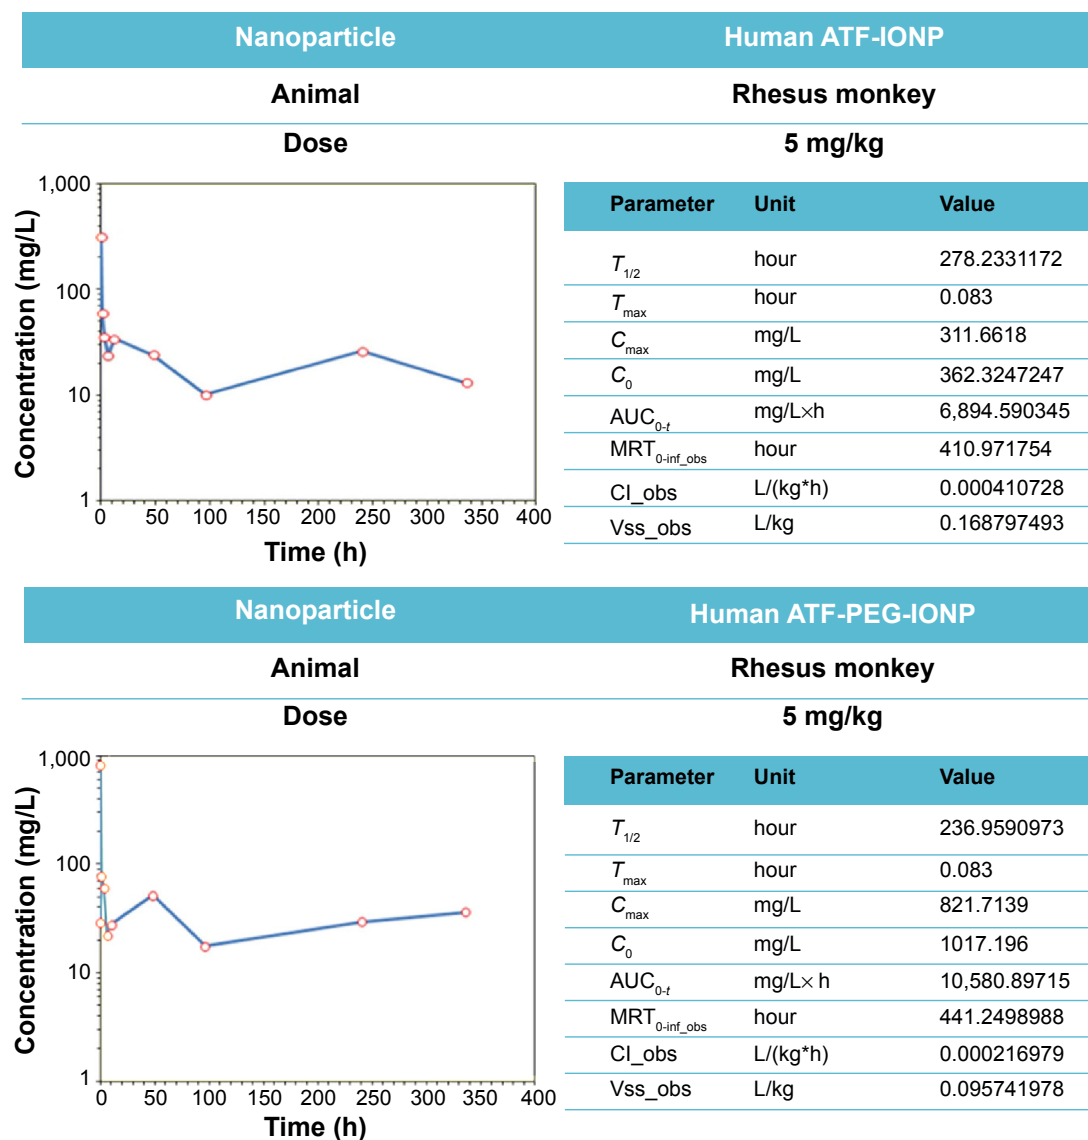 Nanoparticle Human ATF-IONP
Animal Rhesus monkey
Dose 5 mg/kg
Concentration (mg/L)
1,000
100
10
1
0 50 100 150 200 250 300 350 400
Time (h)
Parameter Unit Value
T1/2 hour 278.2331172
Tmax hour 0.083
Cmax mg/L 311.6618
C0 mg/L 362.3247247
AUC0-t mg/L×h 6,894.590345
MRT0-inf_obs hour 410.971754
CI_obs L/(kg*h) 0.000410728
Vss_obs L/kg 0.168797493
Nanoparticle Human ATF-PEG-IONP
Animal Rhesus monkey
Dose 5 mg/kg
Concentration (mg/L)
1,000
100
10
1
0 50 100 150 200 250 300 350 400
Time (h)
Parameter Unit Value
T1/2 hour 236.9590973
Tmax hour 0.083
Cmax mg/L 821.7139
C0 mg/L 1017.196
AUC0-t mg/L× h 10,580.89715
MRT0-inf_obs hour 441.2498988
CI_obs L/(kg*h) 0.000216979
Vss_obs L/kg 0.095741978